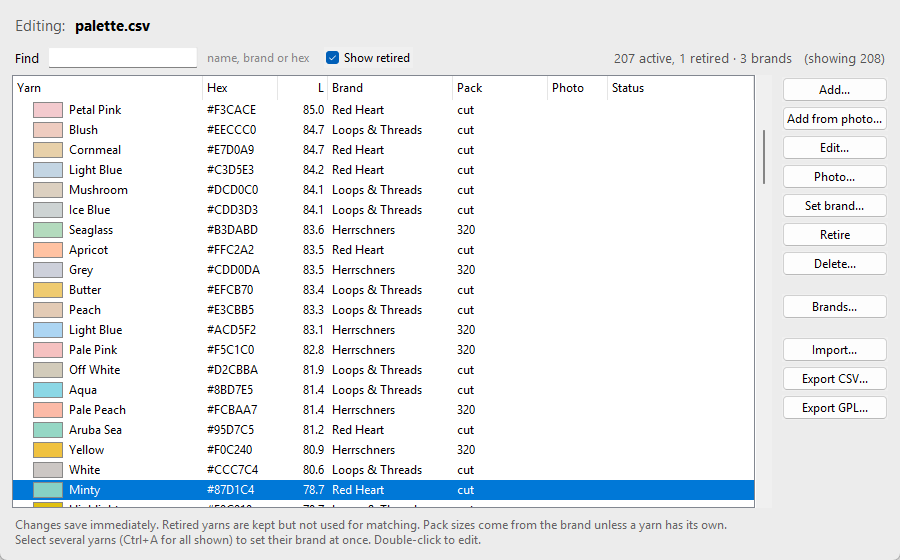 Editing: palette.csv
Find name, brand or hex Show retired 207 active, 1 retired · 3 brands (showing 208)
Yarn Hex L Brand Pack Photo Status
Petal Pink #F3CACE 85.0 Red Heart cut
Blush #EECCC0 84.7 Loops & Threads cut
Cornmeal #E7D0A9 84.7 Red Heart cut
Light Blue #C3D5E3 84.2 Red Heart cut
Mushroom #DCD0C0 84.1 Loops & Threads cut
Ice Blue #CDD3D3 84.1 Loops & Threads cut
Seaglass #B3DABD 83.6 Herrschners 320
Apricot #FFC2A2 83.5 Red Heart cut
Grey #CDD0DA 83.5 Herrschners 320
Butter #EFCB70 83.4 Loops & Threads cut
Peach #E3CBB5 83.3 Loops & Threads cut
Light Blue #ACD5F2 83.1 Herrschners 320
Pale Pink #F5C1C0 82.8 Herrschners 320
Off White #D2CBBA 81.9 Loops & Threads cut
Aqua #8BD7E5 81.4 Loops & Threads cut
Pale Peach #FCBAA7 81.4 Herrschners 320
Aruba Sea #95D7C5 81.2 Red Heart cut
Yellow #F0C240 80.9 Herrschners 320
White #CCC7C4 80.6 Loops & Threads cut
Minty #87D1C4 78.7 Red Heart cut
Add...
Add from photo...
Edit...
Photo...
Set brand...
Retire
Delete...
Brands...
Import...
Export CSV...
Export GPL...
Changes save immediately. Retired yarns are kept but not used for matching. Pack sizes come from the brand unless a yarn has its own.
Select several yarns (Ctrl+A for all shown) to set their brand at once. Double-click to edit.